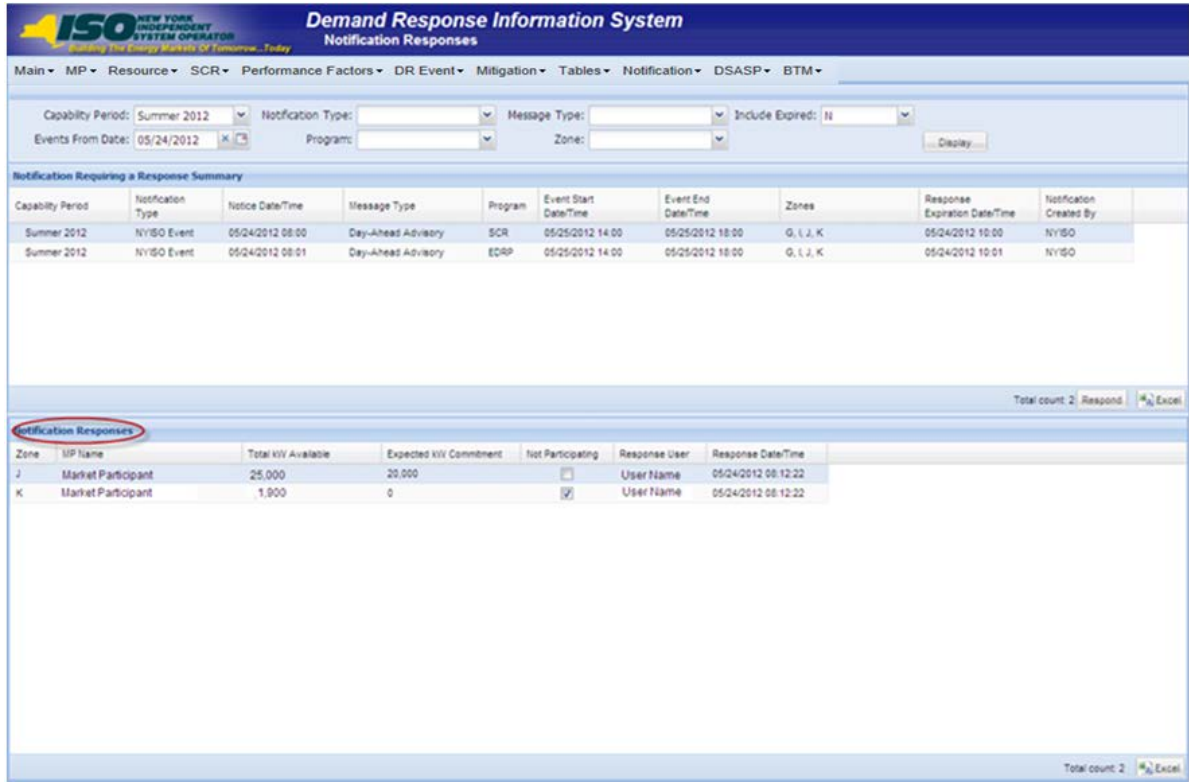 ISO NEW YORK INDEPENDENT SYSTEM OPERATOR
Building The Energy Markets Of Tomorrow...Today
Demand Response Information System
Notification Responses
Main MP Resource SCR Performance Factors DR Event Mitigation Tables Notification DSASP BTM
Capability Period: Summer 2012 Notification Type: Message Type: Include Expired: N
Events From Date: 05/24/2012 Program: Zone: Display
Notification Requiring a Response Summary
Capability Period Notification Type Notice Date/Time Message Type Program Event Start Date/Time Event End Date/Time Zones Response Expiration Date/Time Notification Created By
Summer 2012 NYISO Event 05/24/2012 08:00 Day-Ahead Advisory SCR 05/25/2012 14:00 05/25/2012 18:00 G, I, J, K 05/24/2012 10:00 NYISO
Summer 2012 NYISO Event 05/24/2012 08:01 Day-Ahead Advisory EDRP 05/25/2012 14:00 05/25/2012 18:00 G, I, J, K 05/24/2012 10:01 NYISO
Total count: 2 Respond Excel
Notification Responses
Zone MP Name Total kW Available Expected kW Commitment Not Participating Response User Response Date/Time
J Market Participant 25,000 20,000 User Name 05/24/2012 08:12:22
K Market Participant 1,900 0 User Name 05/24/2012 08:12:22
Total count: 2 Excel